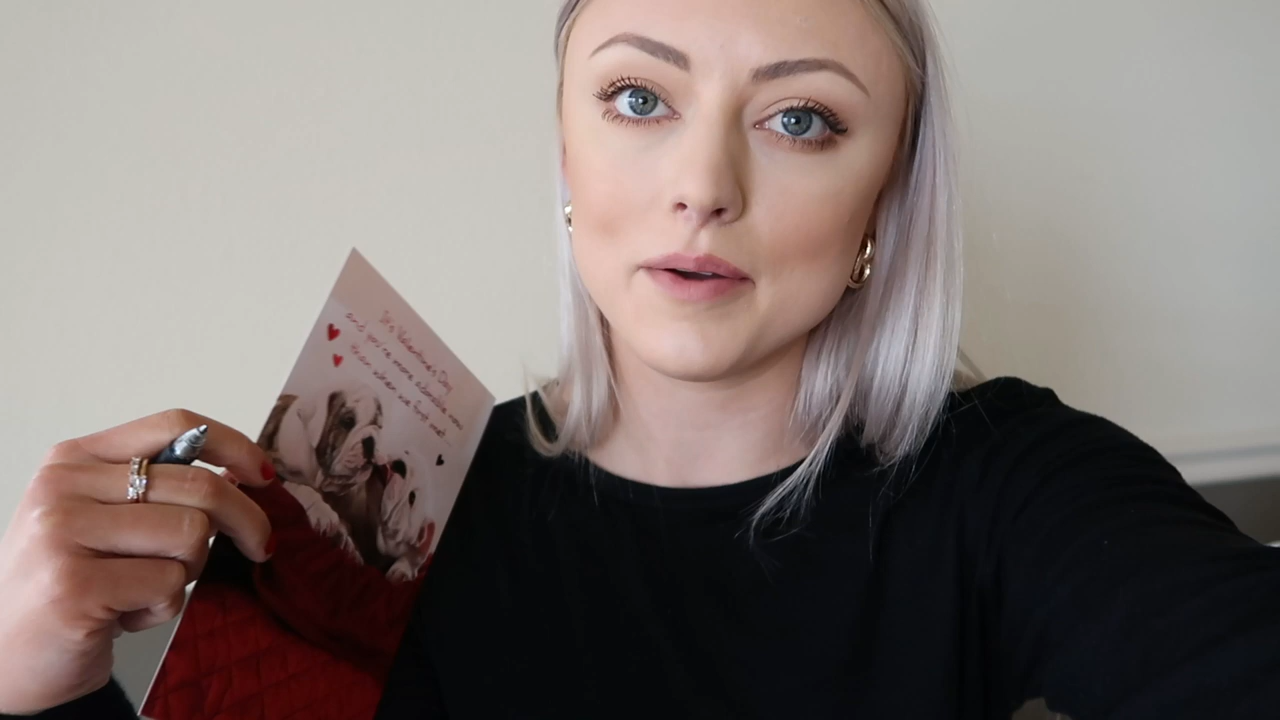 It's Valentine's Day
and you're more adorable now
than when we first met!